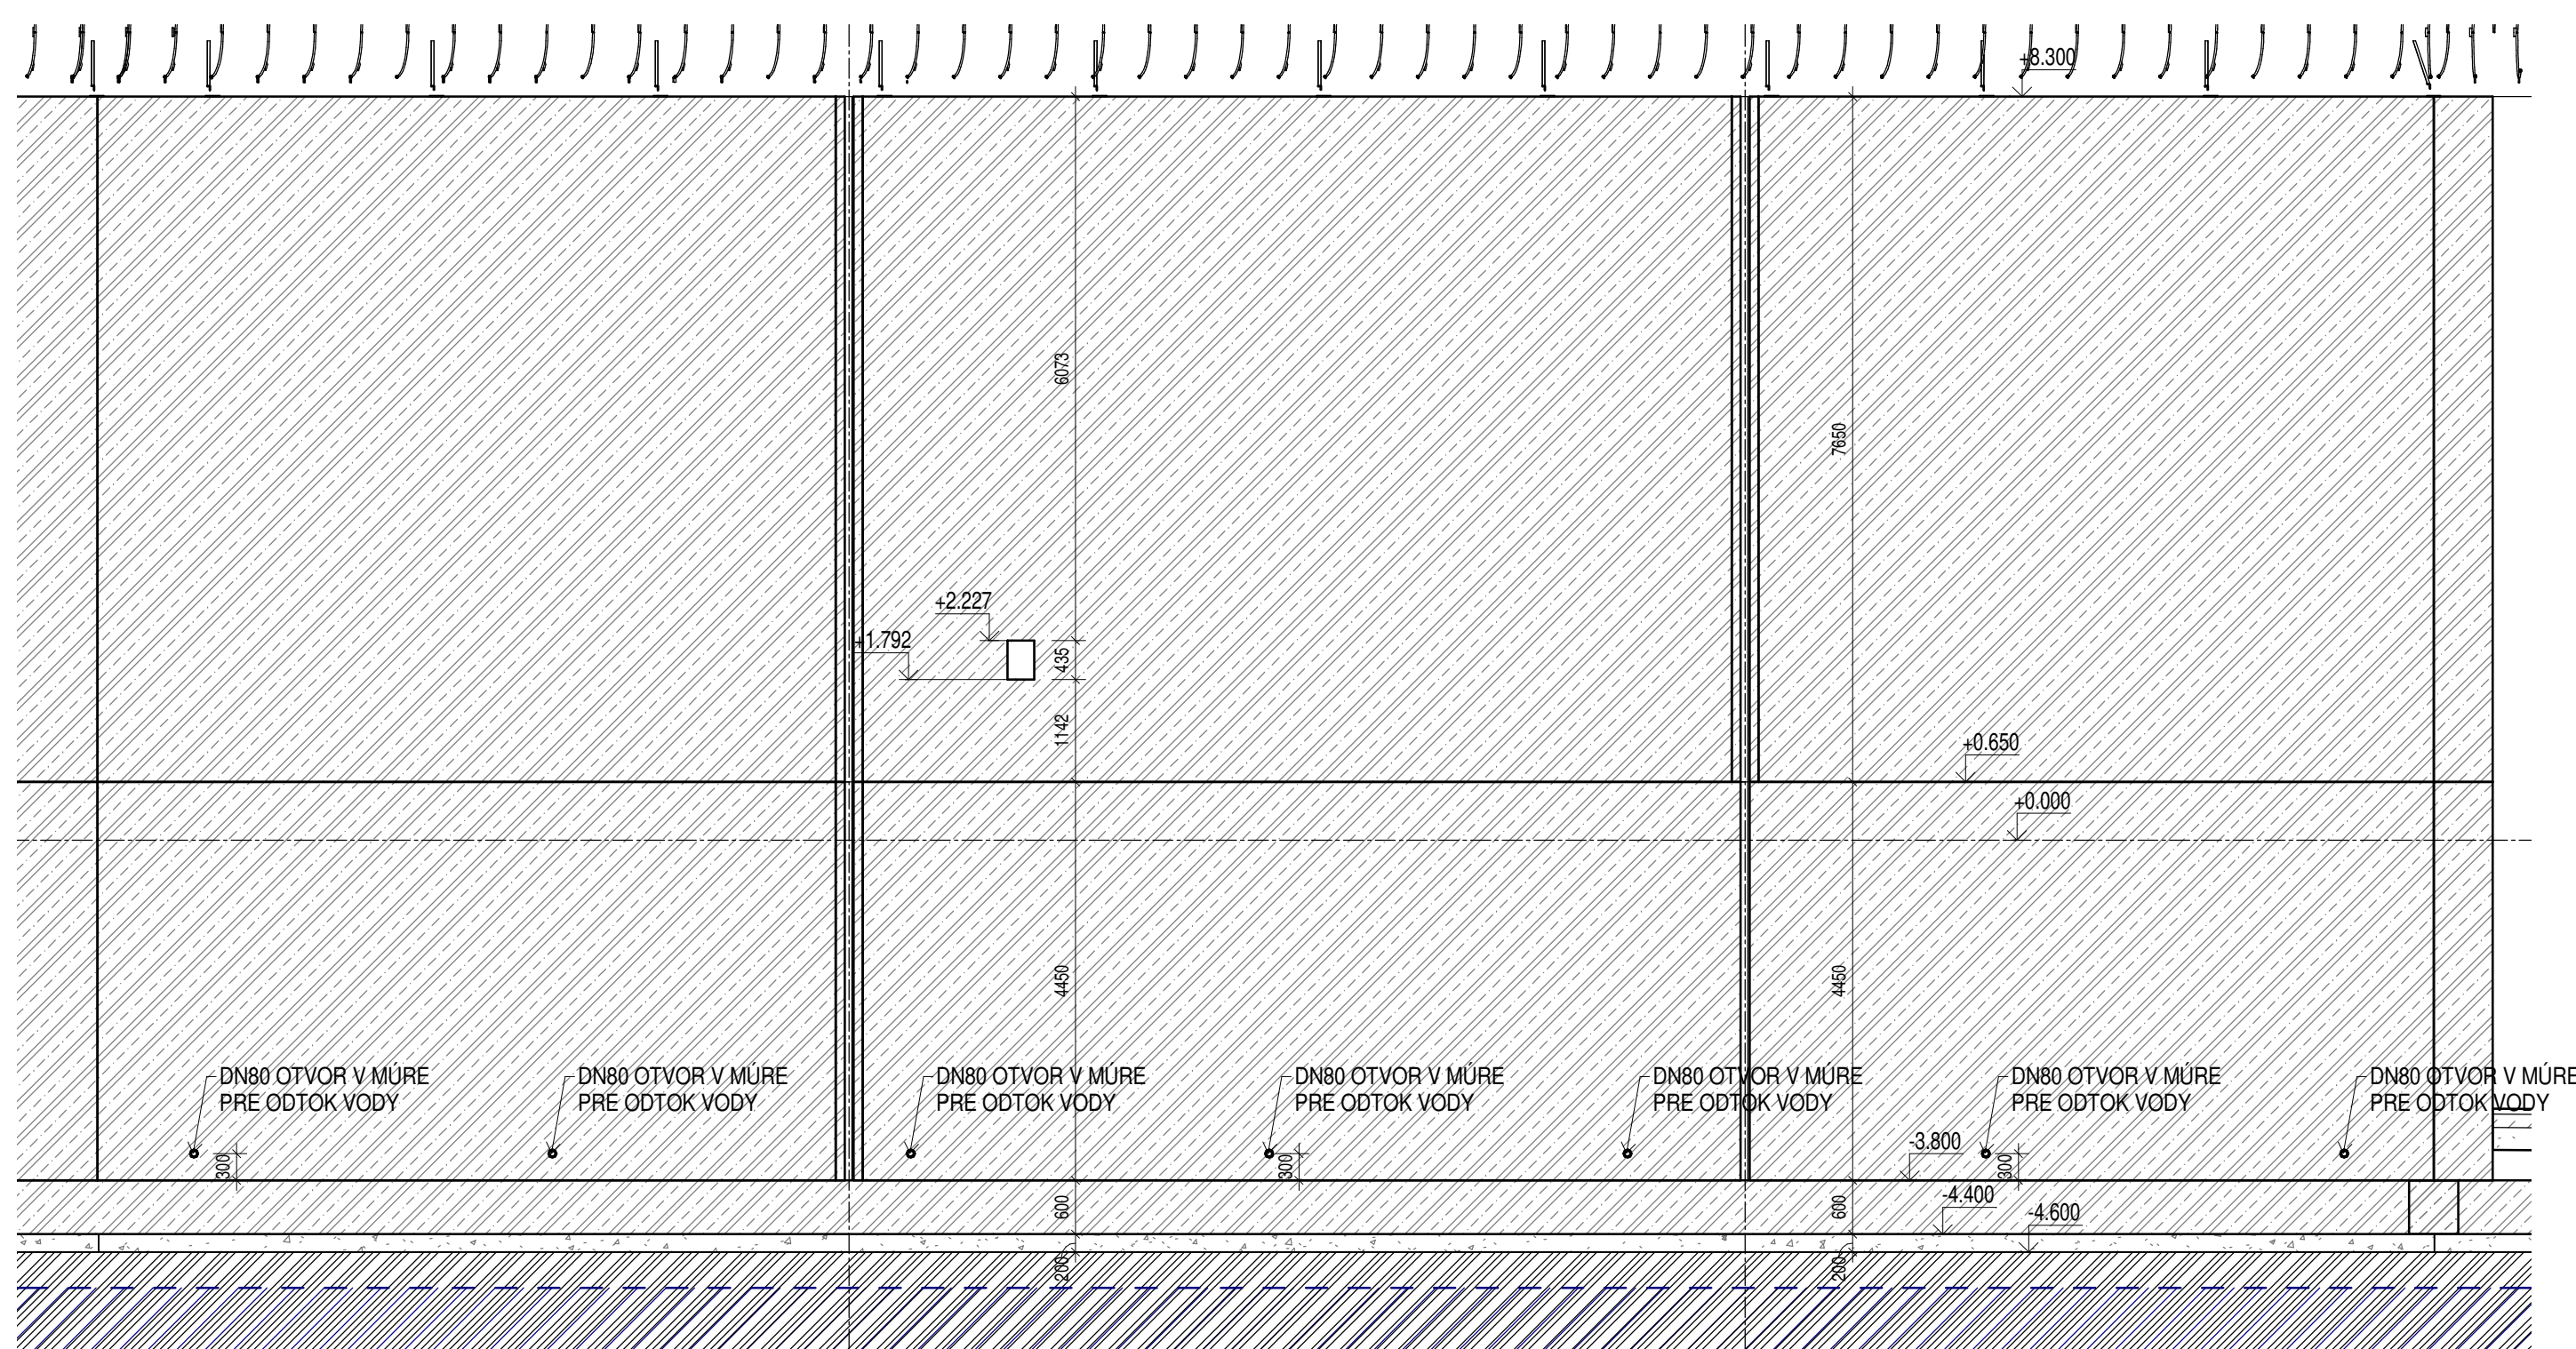 +8.300
6073
7650
+2.227
+1.792
435
1142
+0.650
+0.000
4450
4450
DN80 OTVOR V MÚRE
PRE ODTOK VODY
DN80 OTVOR V MÚRE
PRE ODTOK VODY
DN80 OTVOR V MÚRE
PRE ODTOK VODY
DN80 OTVOR V MÚRE
PRE ODTOK VODY
DN80 OTVOR V MÚRE
PRE ODTOK VODY
DN80 OTVOR V MÚRE
PRE ODTOK VODY
DN80 OTVOR V MÚRE
PRE ODTOK VODY
-3.800
300
300
300
-4.400
600
600
-4.600
200
200